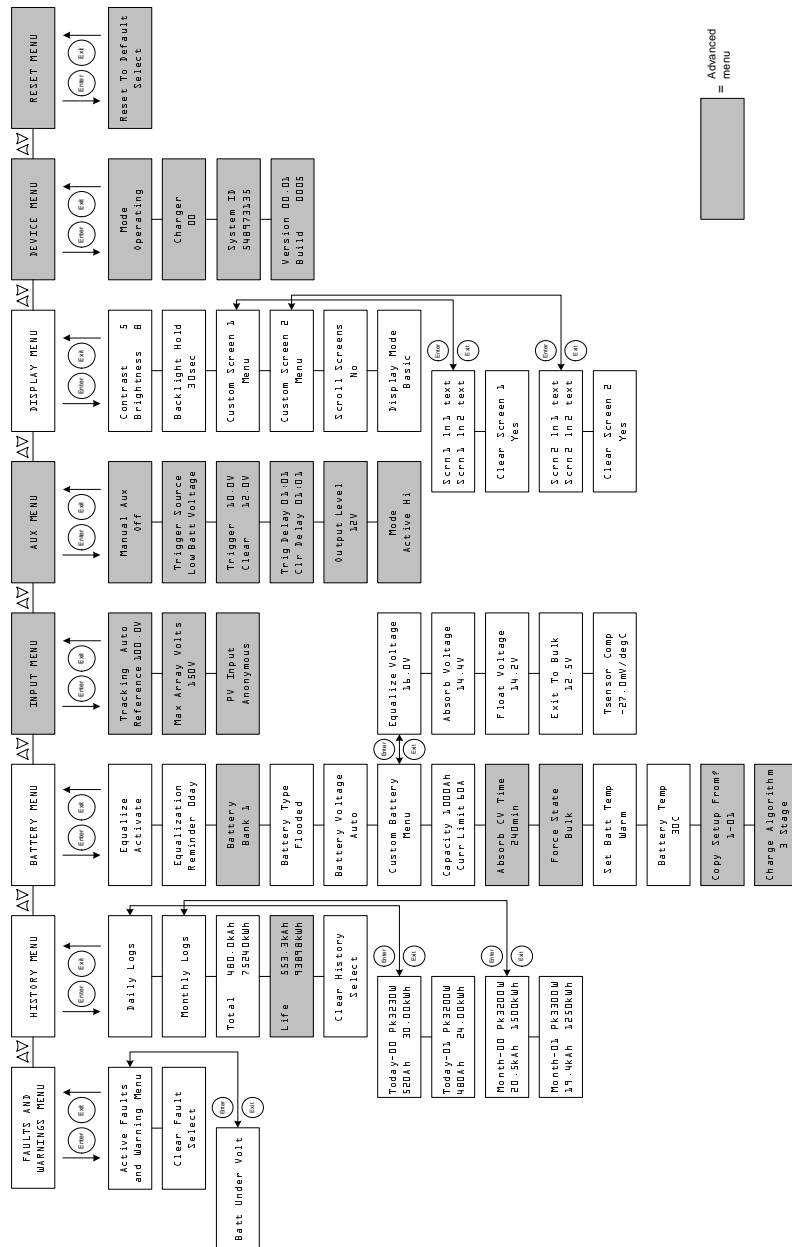 FAULTS AND
WARNINGS MENU
Enter
Exit
Active Faults
and Warning Menu
Clear Fault
Select
Enter
Exit
Batt Under Volt
HISTORY MENU
Enter
Exit
Daily Logs
Monthly Logs
Total 480.0kAh
75240kWh
Life 553.3kAh
93898kWh
Clear History
Select
Enter
Exit
Today-00 Pk3230W
520Ah 30.00kWh
Today-01 Pk3200W
480Ah 24.00kWh
Enter
Exit
Month-00 Pk3200W
20.5kAh 1500kWh
Month-01 Pk3300W
19.4kAh 1250kWh
BATTERY MENU
Enter
Exit
Equalize
Activate
Equalization
Reminder 0day
Battery
Bank 1
Battery Type
Flooded
Battery Voltage
Auto
Custom Battery
Menu
Capacity 1000Ah
Curr Limit 60A
Absorb CV Time
240min
Force State
Bulk
Set Batt Temp
Warm
Battery Temp
30C
Copy Setup From?
1-01
Charge Algorithm
3 Stage
Enter
Exit
Equalize Voltage
16.0V
Absorb Voltage
14.4V
Float Voltage
14.2V
Exit To Bulk
12.5V
Tsensor Comp
-27.0mV/degC
INPUT MENU
Enter
Exit
Tracking Auto
Reference 100.0V
Max Array Volts
150V
PV Input
Anonymous
AUX MENU
Enter
Exit
Manual Aux
Off
Trigger Source
Low Batt Voltage
Trigger 10.0V
Clear 12.0V
Trig Delay 01:01
Clr Delay 01:01
Output Level
12V
Mode
Active Hi
DISPLAY MENU
Enter
Exit
Contrast 5
Brightness 8
Backlight Hold
30sec
Custom Screen 1
Menu
Custom Screen 2
Menu
Scroll Screens
No
Display Mode
Basic
Enter
Exit
Scrn1 ln1 text
Scrn1 ln2 text
Clear Screen 1
Yes
Enter
Exit
Scrn2 ln1 text
Scrn2 ln2 text
Clear Screen 2
Yes
DEVICE MENU
Enter
Exit
Mode
Operating
Charger
00
System ID
548973135
Version 00.01
Build 0005
RESET MENU
Enter
Exit
Reset To Default
Select
= Advanced
menu